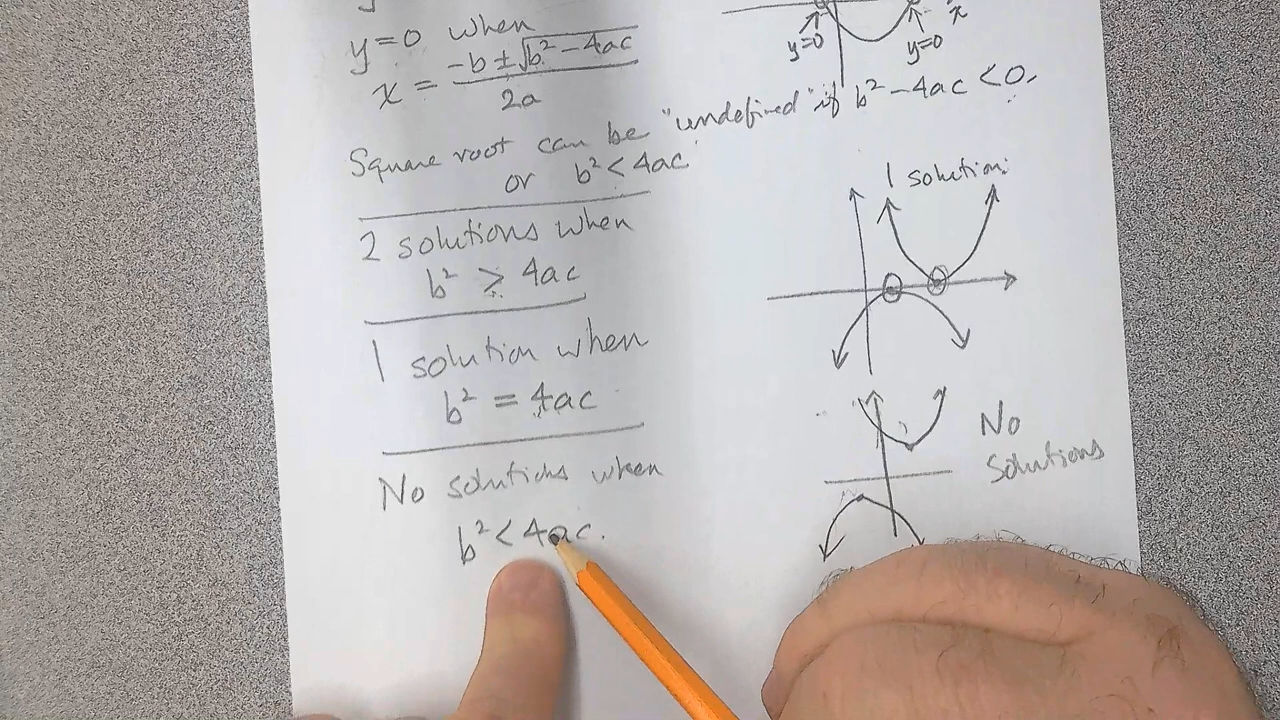 y=0 when
x = -b ± √b² - 4ac
2a
y=0
y=0
x
Square root can be "undefined" if b² - 4ac < 0,
or b² < 4ac
2 solutions when
b² > 4ac
1 solution when
b² = 4ac
No solutions when
b² < 4ac.
1 solution:
No
Solutions